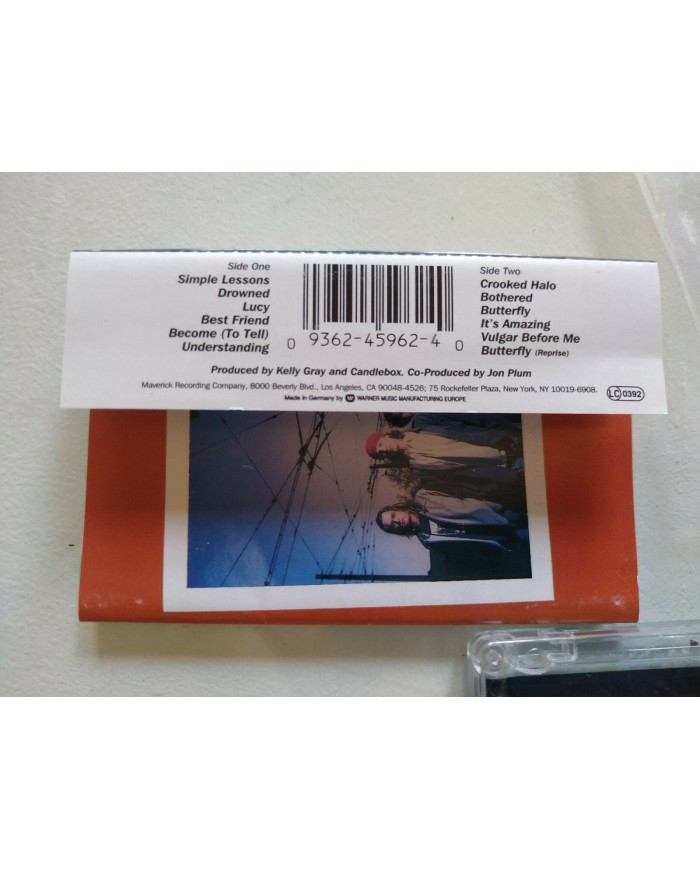 Side One
Simple Lessons
Drowned
Lucy
Best Friend
Become (To Tell)
Understanding
0 9362-45962-4 0
Side Two
Crooked Halo
Bothered
Butterfly
It's Amazing
Vulgar Before Me
Butterfly (Reprise)
Produced by Kelly Gray and Candlebox. Co-Produced by Jon Plum
Maverick Recording Company, 8000 Beverly Blvd., Los Angeles, CA 90048-4526; 75 Rockefeller Plaza, New York, NY 10019-6908.
Made in Germany by WARNER MUSIC MANUFACTURING EUROPE
LC 0392